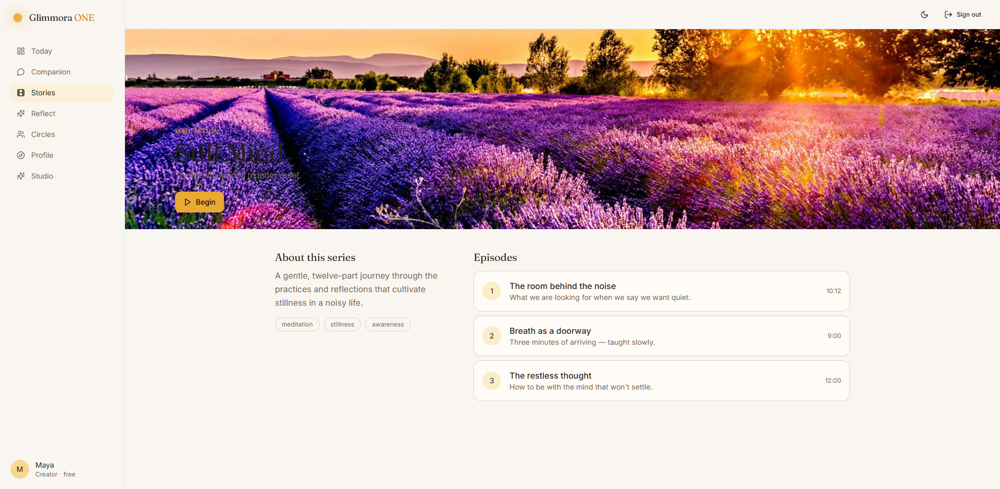 Glimmora ONE
Sign out
Today
Companion
Stories
Reflect
Circles
Profile
Studio
MEDITATION
Still Mind
to inner quiet.
Begin
About this series
A gentle, twelve-part journey through the
practices and reflections that cultivate
stillness in a noisy life.
meditation
stillness
awareness
Episodes
1
The room behind the noise
What we are looking for when we say we want quiet.
10:12
2
Breath as a doorway
Three minutes of arriving — taught slowly.
9:00
3
The restless thought
How to be with the mind that won't settle.
12:00
M
Maya
Creator · free